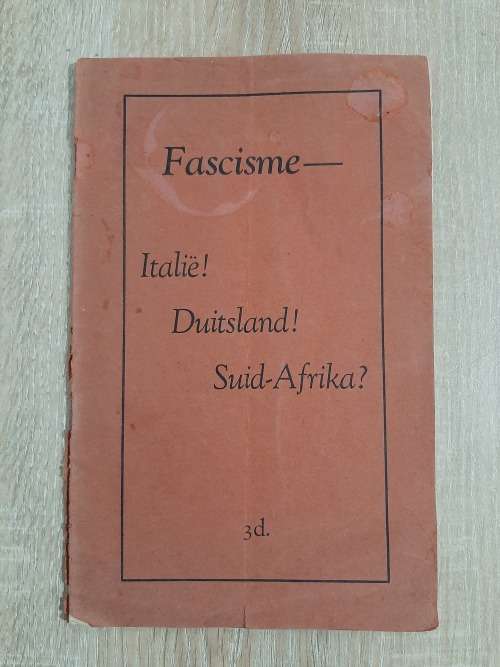 Fascisme—
Italië!
Duitsland!
Suid-Afrika?
3d.